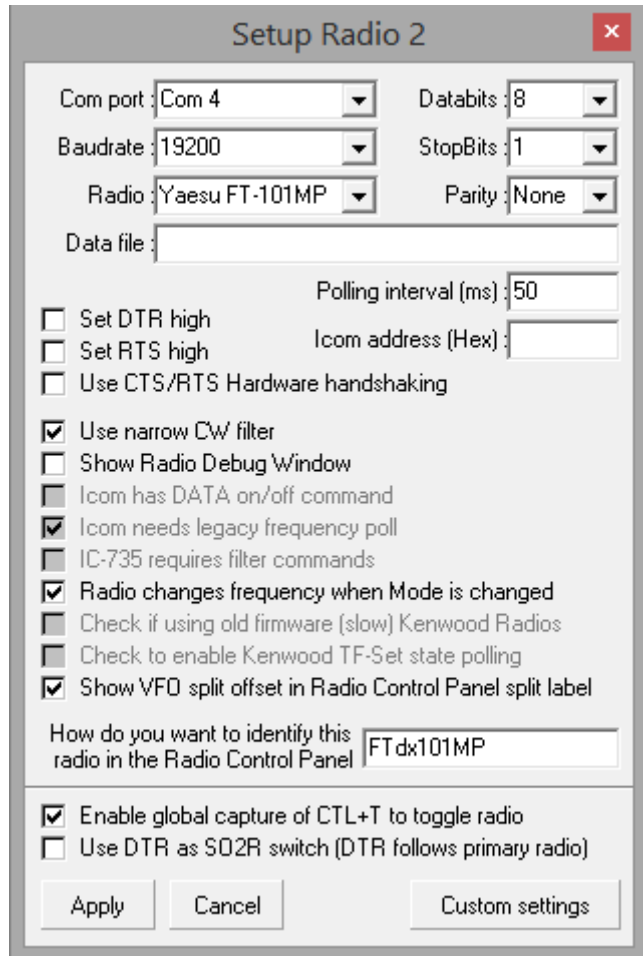 Setup Radio 2
Com port : Com 4 Databits : 8
Baudrate : 19200 StopBits : 1
Radio : Yaesu FT-101MP Parity : None
Data file :
Polling interval (ms) : 50
Set DTR high
Icom address (Hex) :
Set RTS high
Use CTS/RTS Hardware handshaking
Use narrow CW filter
Show Radio Debug Window
Icom has DATA on/off command
Icom needs legacy frequency poll
IC-735 requires filter commands
Radio changes frequency when Mode is changed
Check if using old firmware (slow) Kenwood Radios
Check to enable Kenwood TF-Set state polling
Show VFO split offset in Radio Control Panel split label
How do you want to identify this
radio in the Radio Control Panel FTdx101MP
Enable global capture of CTL+T to toggle radio
Use DTR as SO2R switch (DTR follows primary radio)
Apply Cancel Custom settings